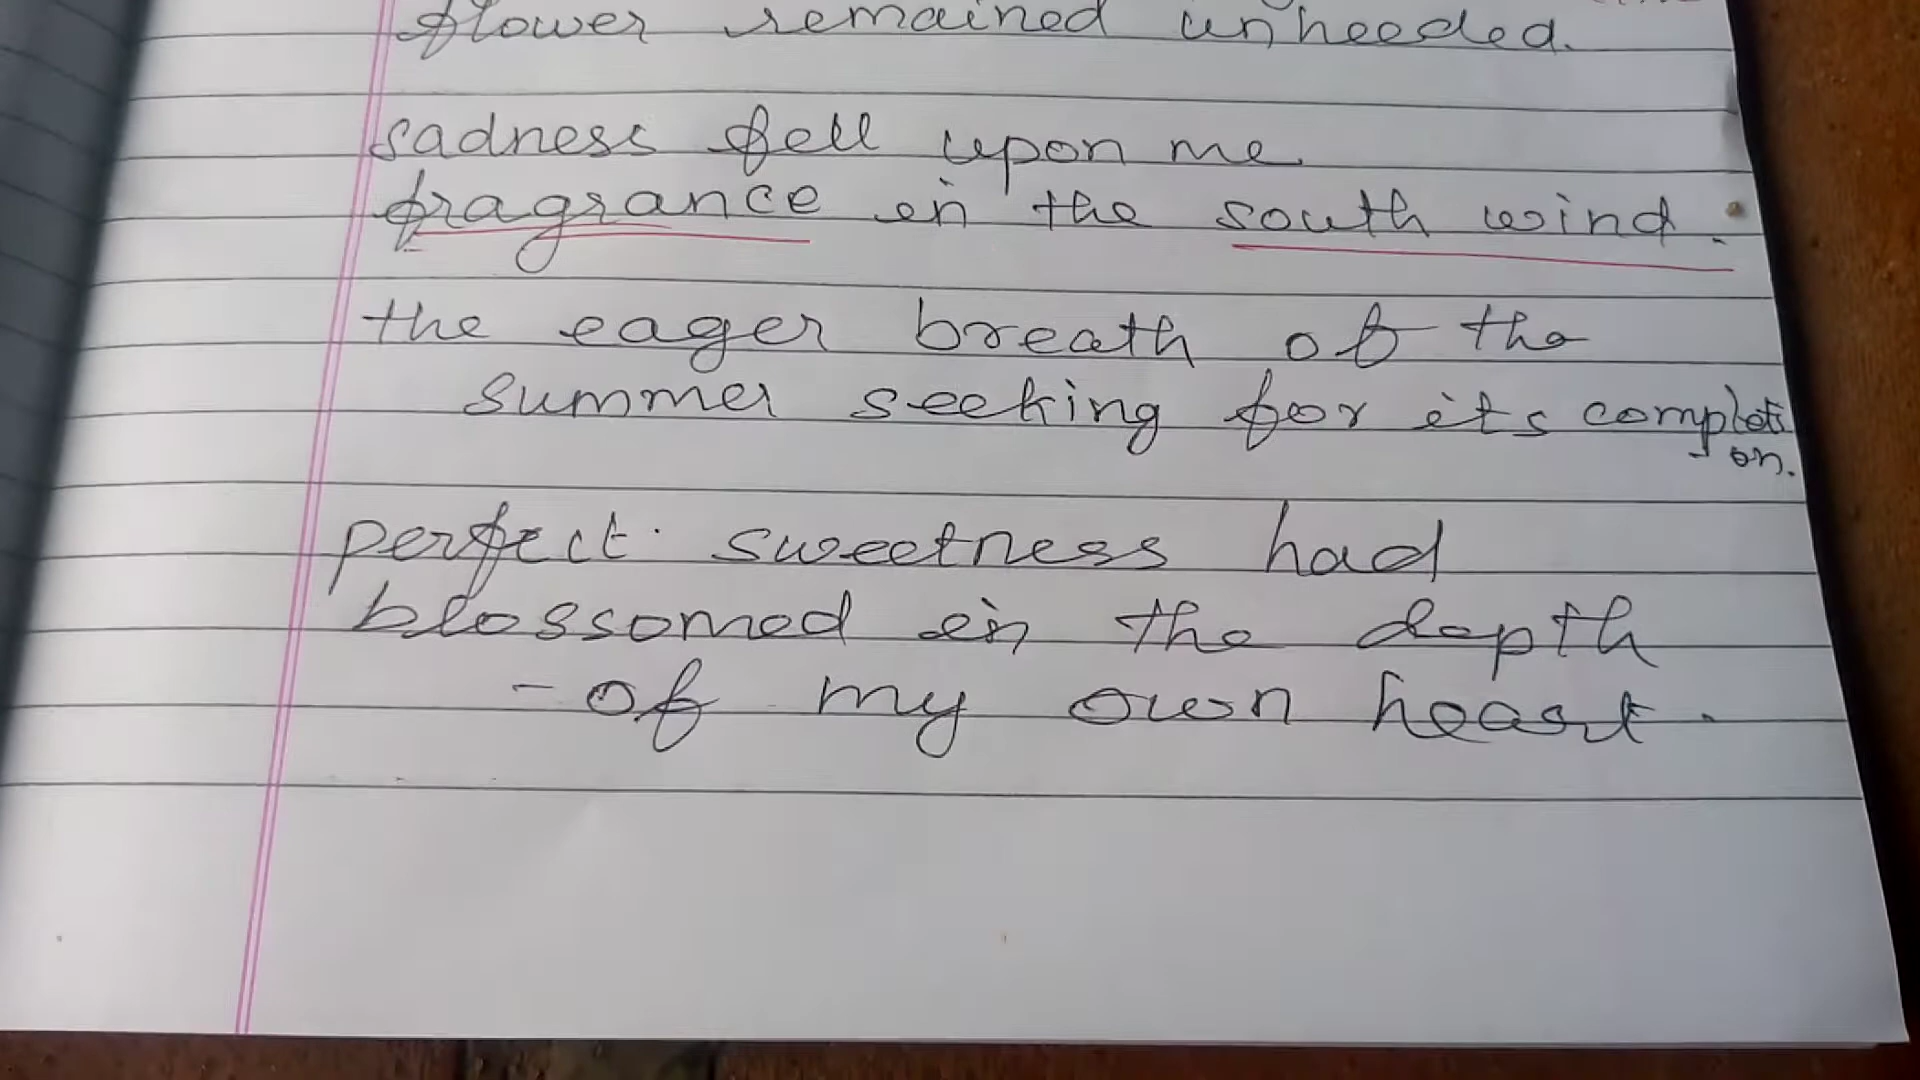 flower remained unheeded.
sadness fell upon me
fragrance in the south wind.
the eager breath of the
summer seeking for its completi
on.
perfect sweetness had
blossomed in the depth
- of my own heart.